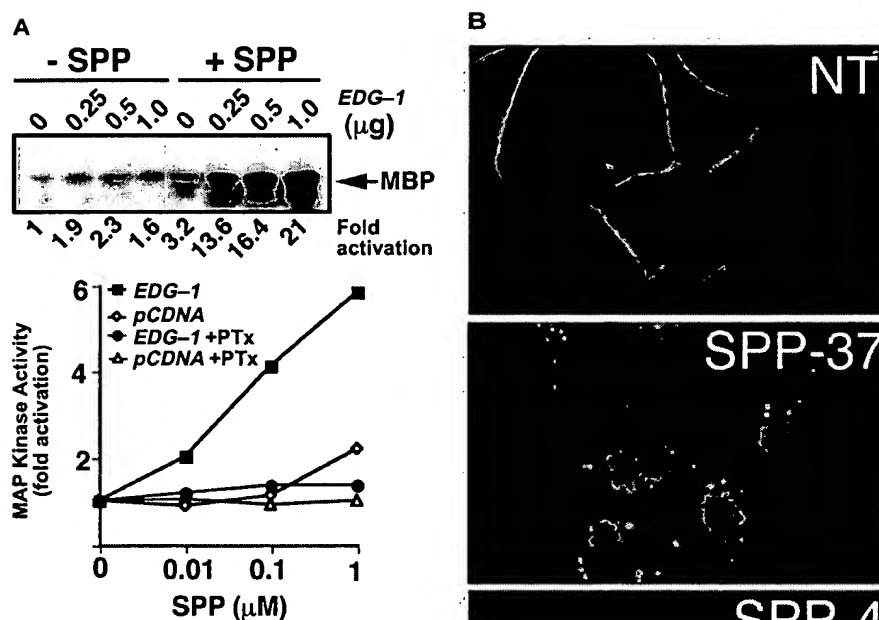 A
- SPP + SPP
0 0.25 0.5 1.0 0 0.25 0.5 1.0 EDG-1 (μg)
MBP
1 1.9 2.3 1.6 3.2 13.6 16.4 21 Fold activation
6
4
2
MAP Kinase Activity
(fold activation)
EDG-1
pCDNA
EDG-1 +PTx
pCDNA +PTx
0 0.01 0.1 1
SPP (μM)
B
NT
SPP-37
SPP-4